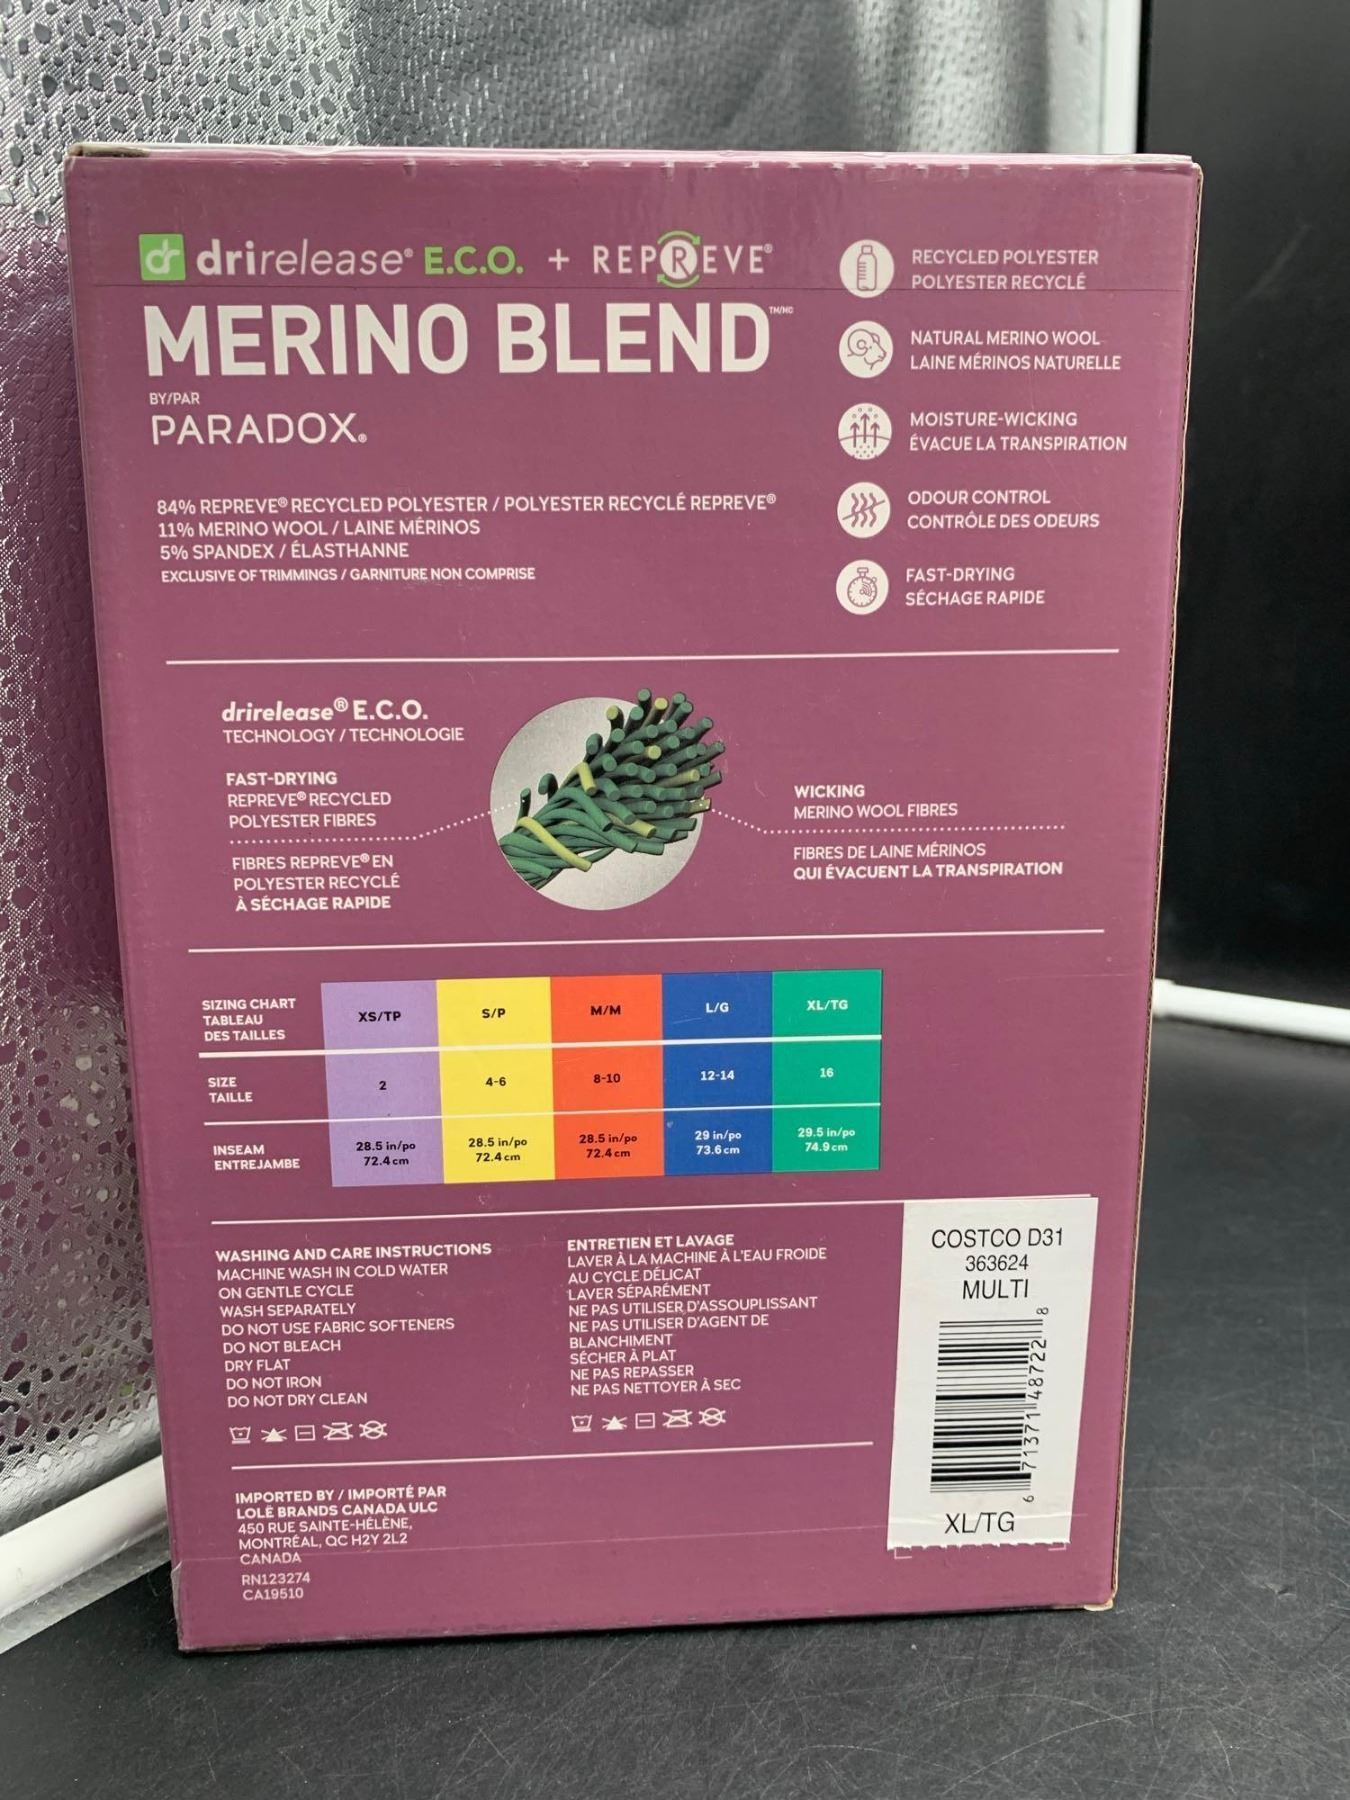 dr drirelease® E.C.O. + REPREVE®
MERINO BLEND™/MC
BY/PAR
PARADOX®
84% REPREVE® RECYCLED POLYESTER / POLYESTER RECYCLÉ REPREVE®
11% MERINO WOOL / LAINE MÉRINOS
5% SPANDEX / ÉLASTHANNE
EXCLUSIVE OF TRIMMINGS / GARNITURE NON COMPRISE
RECYCLED POLYESTER
POLYESTER RECYCLÉ
NATURAL MERINO WOOL
LAINE MÉRINOS NATURELLE
MOISTURE-WICKING
ÉVACUE LA TRANSPIRATION
ODOUR CONTROL
CONTRÔLE DES ODEURS
FAST-DRYING
SÉCHAGE RAPIDE
drirelease® E.C.O.
TECHNOLOGY / TECHNOLOGIE
FAST-DRYING
REPREVE® RECYCLED
POLYESTER FIBRES
FIBRES REPREVE® EN
POLYESTER RECYCLÉ
À SÉCHAGE RAPIDE
WICKING
MERINO WOOL FIBRES
FIBRES DE LAINE MÉRINOS
QUI ÉVACUENT LA TRANSPIRATION
SIZING CHART
TABLEAU
DES TAILLES
XS/TP S/P M/M L/G XL/TG
SIZE
TAILLE
2 4-6 8-10 12-14 16
INSEAM
ENTREJAMBE
28.5 in/po 28.5 in/po 28.5 in/po 29 in/po 29.5 in/po
72.4 cm 72.4 cm 72.4 cm 73.6 cm 74.9 cm
WASHING AND CARE INSTRUCTIONS
MACHINE WASH IN COLD WATER
ON GENTLE CYCLE
WASH SEPARATELY
DO NOT USE FABRIC SOFTENERS
DO NOT BLEACH
DRY FLAT
DO NOT IRON
DO NOT DRY CLEAN
ENTRETIEN ET LAVAGE
LAVER À LA MACHINE À L'EAU FROIDE
AU CYCLE DÉLICAT
LAVER SÉPARÉMENT
NE PAS UTILISER D'ASSOUPLISSANT
NE PAS UTILISER D'AGENT DE
BLANCHIMENT
SÉCHER À PLAT
NE PAS REPASSER
NE PAS NETTOYER À SEC
IMPORTED BY / IMPORTÉ PAR
LOLË BRANDS CANADA ULC
450 RUE SAINTE-HÉLÈNE,
MONTRÉAL, QC H2Y 2L2
CANADA
RN123274
CA19510
COSTCO D31
363624
MULTI
6 71371 48722 8
XL/TG